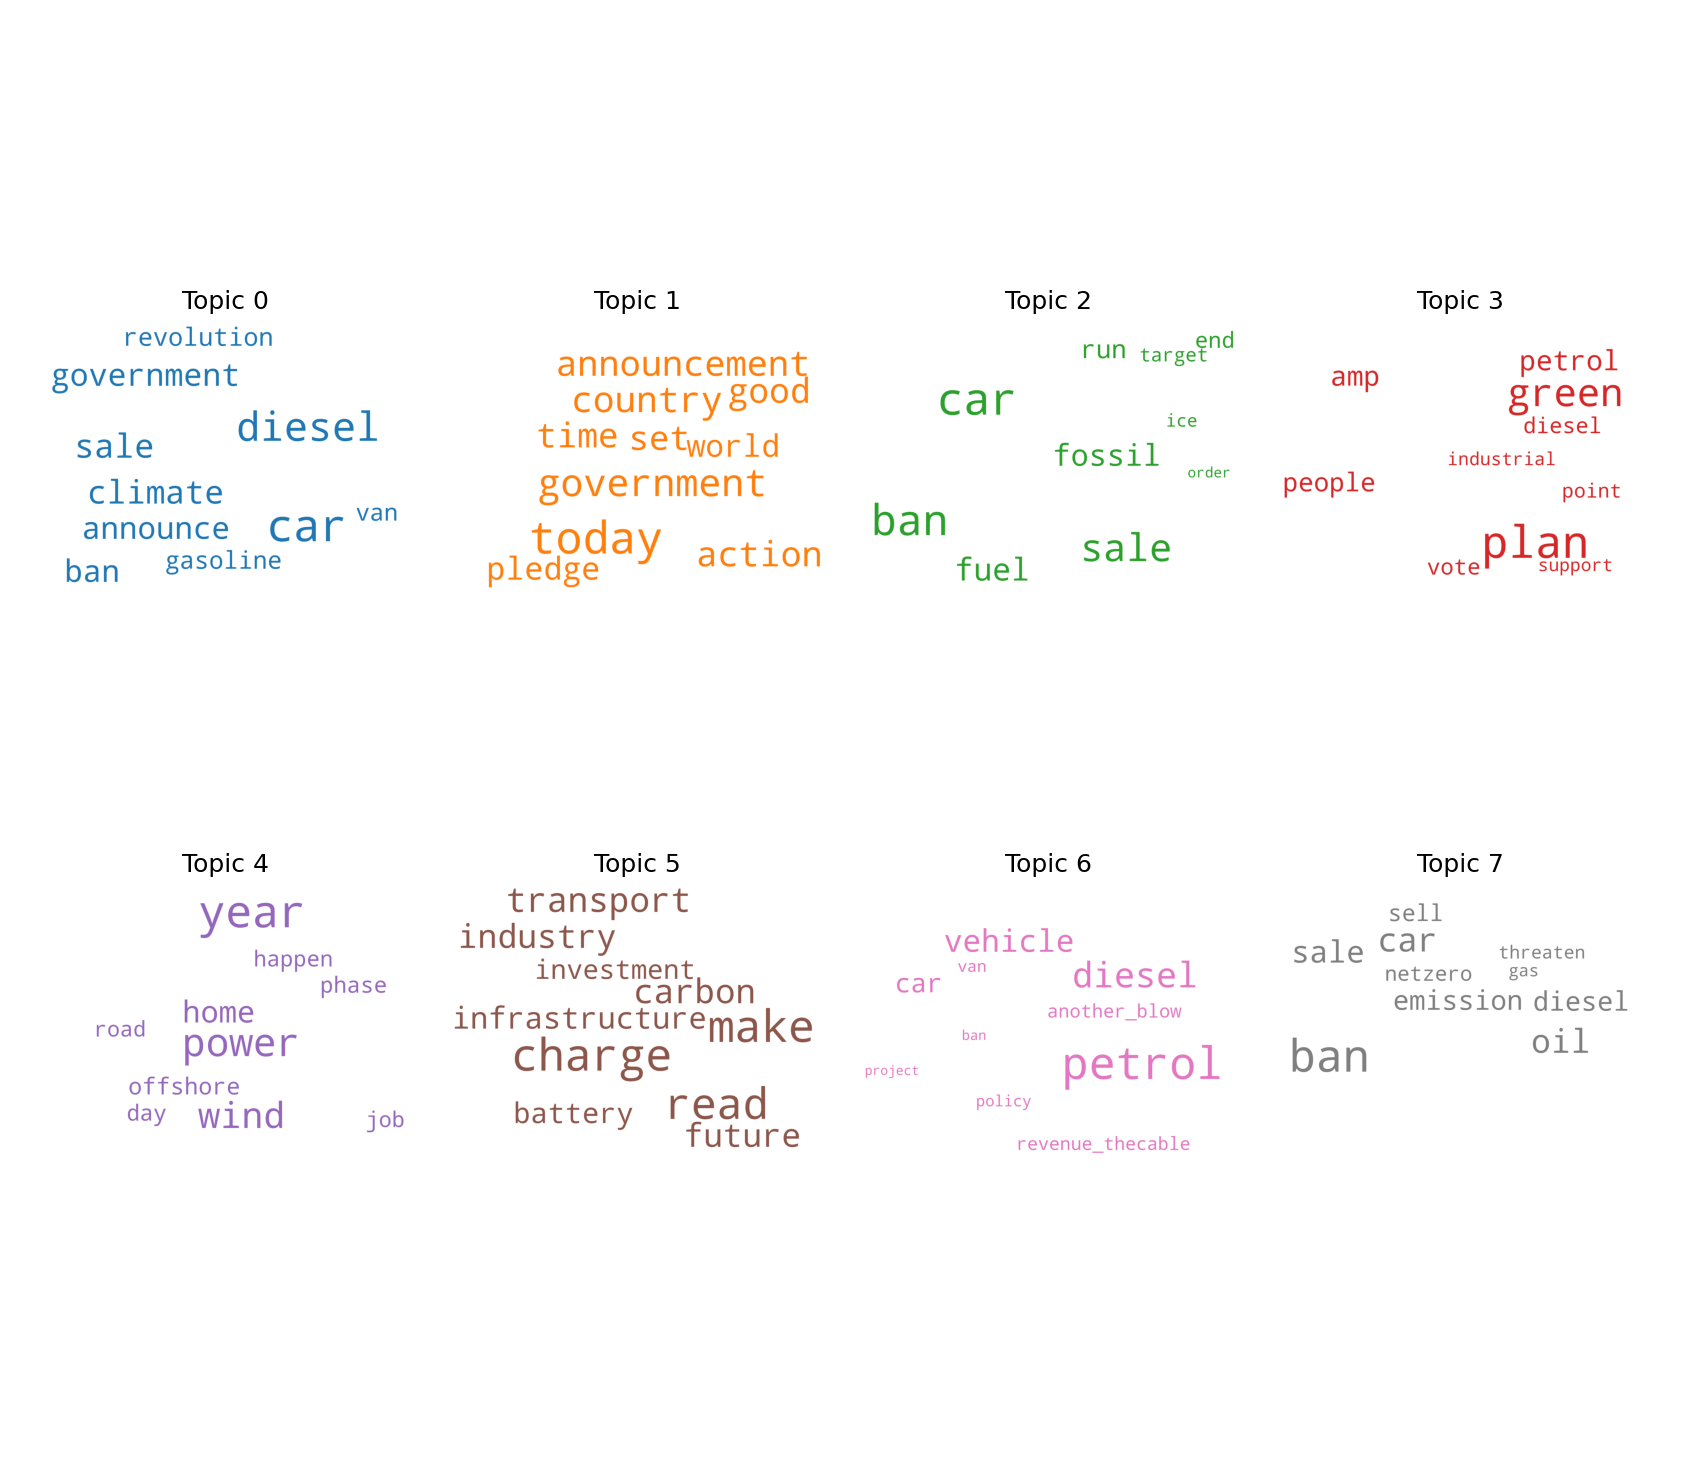 Topic 0
revolution
government
diesel
sale
climate
announce car van
ban gasoline
Topic 1
announcement
country good
time set world
government
today
pledge action
Topic 2
run target end
car
ice
fossil
order
ban
sale
fuel
Topic 3
petrol
amp green
diesel
industrial
people point
plan
vote support
Topic 4
year
happen
phase
home
road power
offshore
day wind job
Topic 5
transport
industry
investment
carbon
infrastructure make
charge
battery read
future
Topic 6
vehicle
van
car diesel
another_blow
ban
project petrol
policy
revenue_thecable
Topic 7
sell
sale car threaten
netzero gas
emission diesel
ban oil